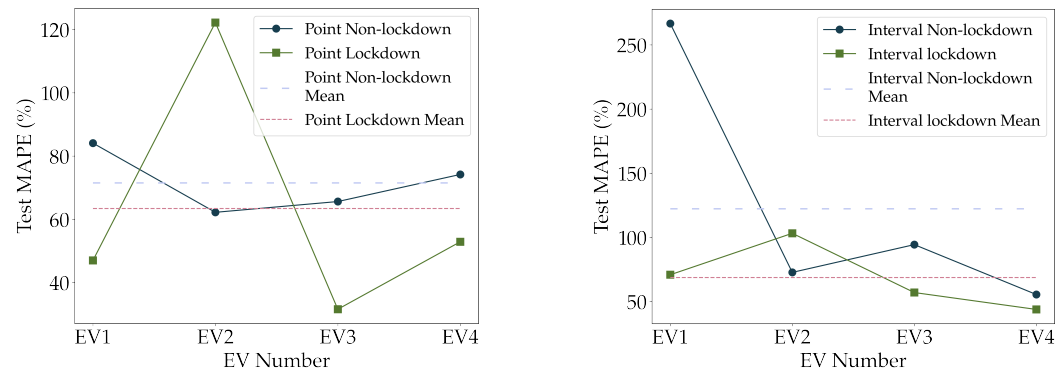 120
100
80
60
40
Test MAPE (%)
EV1 EV2 EV3 EV4
EV Number
Point Non-lockdown
Point Lockdown
Point Non-lockdown
Mean
Point Lockdown Mean
250
200
150
100
50
Test MAPE (%)
EV1 EV2 EV3 EV4
EV Number
Interval Non-lockdown
Interval lockdown
Interval Non-lockdown
Mean
Interval lockdown Mean